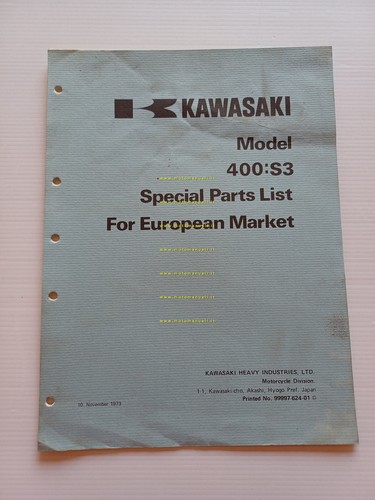 KAWASAKI
Model
400:S3
Special Parts List
For European Market
KAWASAKI HEAVY INDUSTRIES, LTD.
Motorcycle Division
1-1, Kawasaki-cho, Akashi, Hyogo Pref. Japan
Printed No. 99997-624-01
November 1973